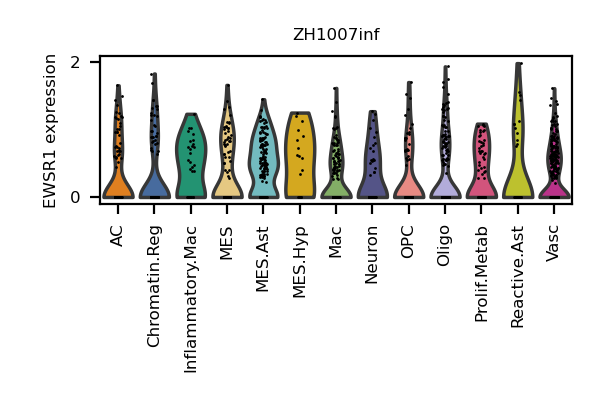 ZH1007inf
EWSR1 expression
2
0
AC
Chromatin.Reg
Inflammatory.Mac
MES
MES.Ast
MES.Hyp
Mac
Neuron
OPC
Oligo
Prolif.Metab
Reactive.Ast
Vasc